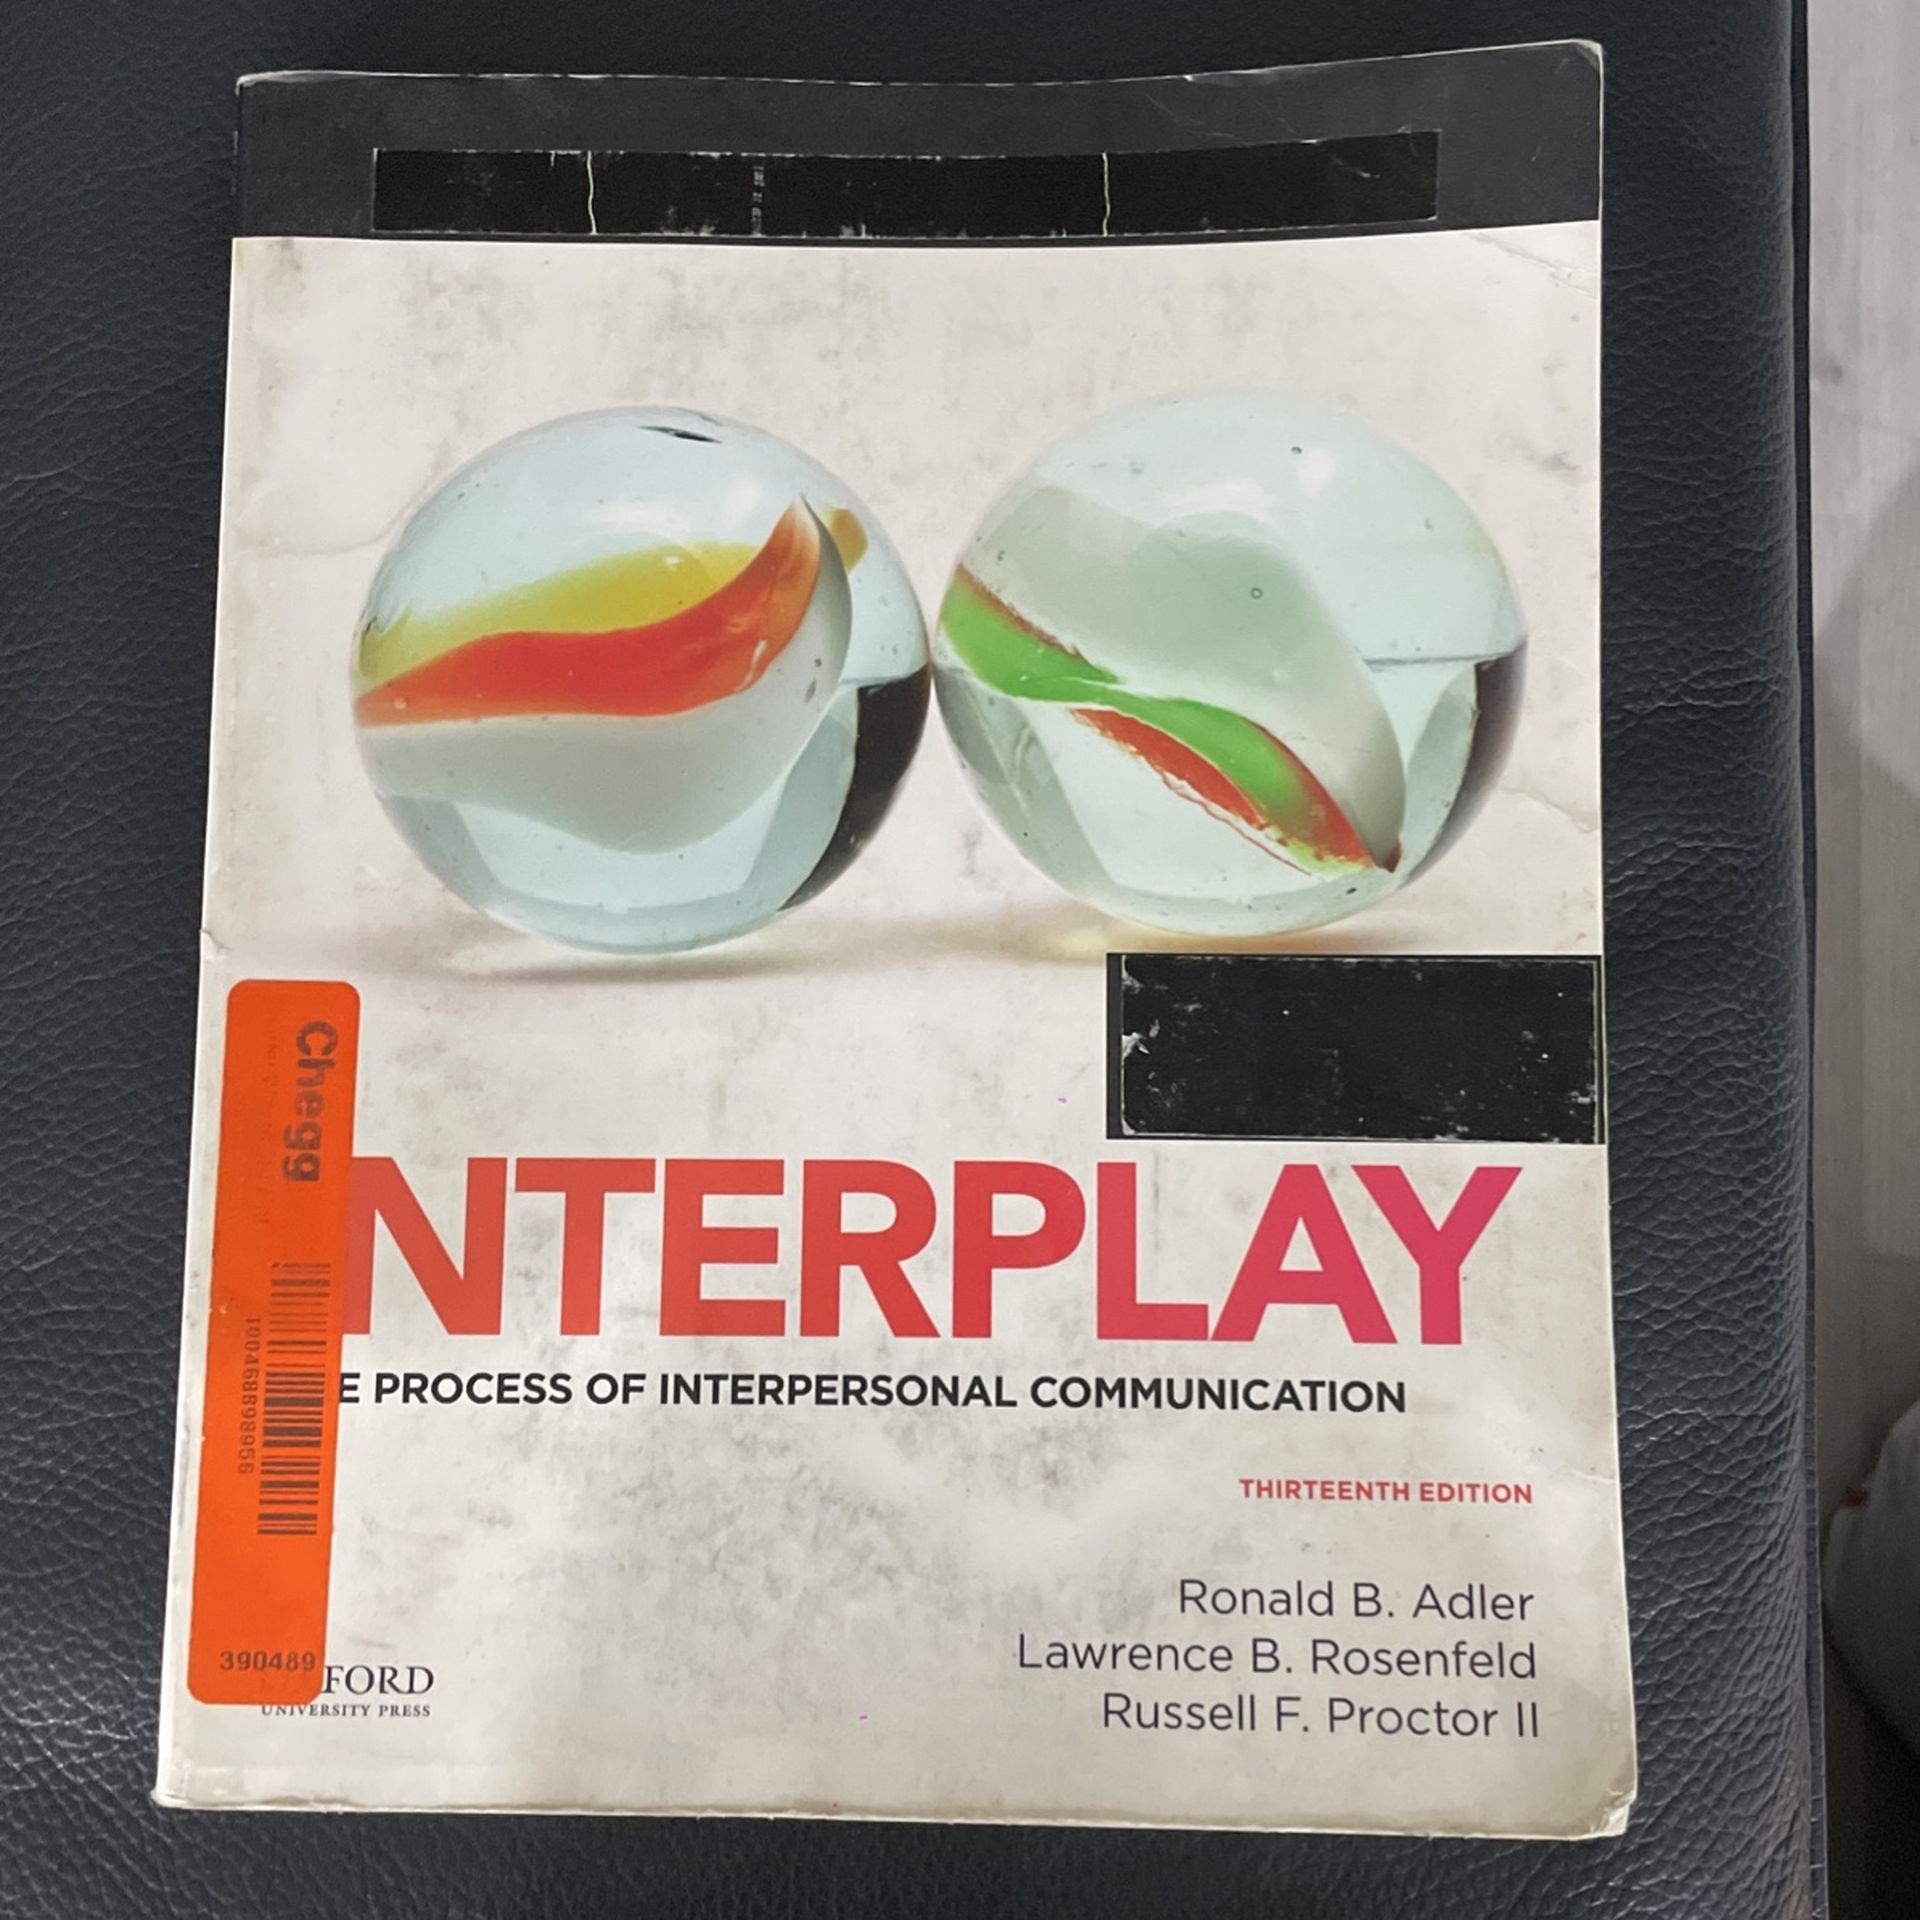 Chegg
100468898956
NTERPLAY
E PROCESS OF INTERPERSONAL COMMUNICATION
THIRTEENTH EDITION
Ronald B. Adler
Lawrence B. Rosenfeld
Russell F. Proctor II
390489
FORD
UNIVERSITY PRESS